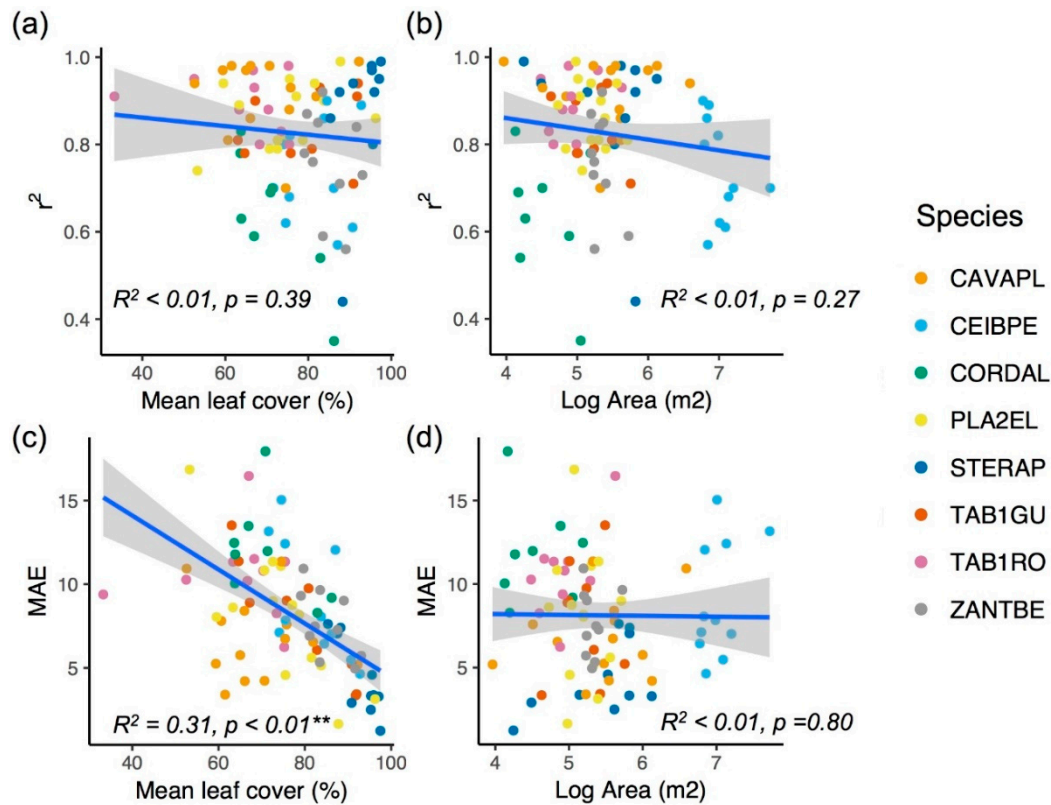 (a)
(b)
1.0
0.8
0.6
0.4
r²
R² < 0.01, p = 0.39
40
60
80
100
Mean leaf cover (%)
1.0
0.8
0.6
0.4
r²
R² < 0.01, p = 0.27
4
5
6
7
Log Area (m2)
(c)
(d)
15
10
5
MAE
R² = 0.31, p < 0.01**
40
60
80
100
Mean leaf cover (%)
15
10
5
MAE
R² < 0.01, p =0.80
4
5
6
7
Log Area (m2)
Species
CAVAPL
CEIBPE
CORDAL
PLA2EL
STERAP
TAB1GU
TAB1RO
ZANTBE